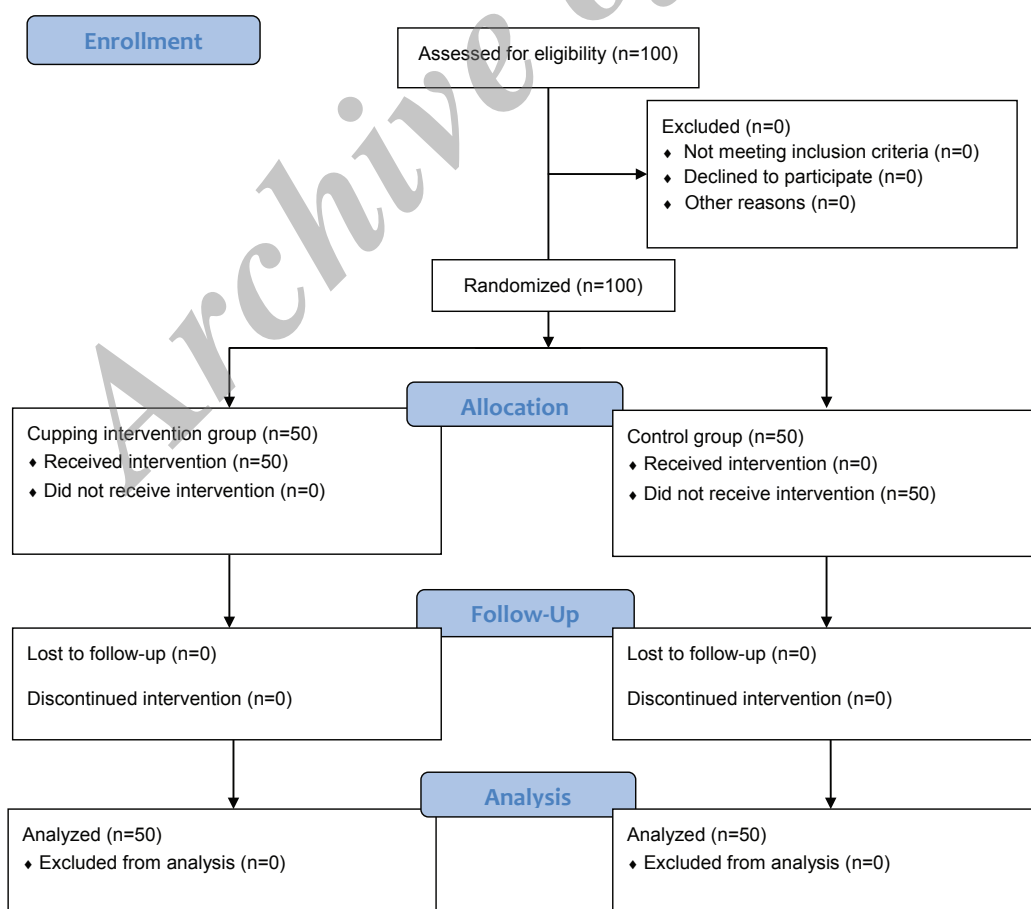 Enrollment
Assessed for eligibility (n=100)
Excluded (n=0)
♦ Not meeting inclusion criteria (n=0)
♦ Declined to participate (n=0)
♦ Other reasons (n=0)
Randomized (n=100)
Allocation
Cupping intervention group (n=50)
♦ Received intervention (n=50)
♦ Did not receive intervention (n=0)
Control group (n=50)
♦ Received intervention (n=0)
♦ Did not receive intervention (n=50)
Follow-Up
Lost to follow-up (n=0)
Discontinued intervention (n=0)
Lost to follow-up (n=0)
Discontinued intervention (n=0)
Analysis
Analyzed (n=50)
♦ Excluded from analysis (n=0)
Analyzed (n=50)
♦ Excluded from analysis (n=0)
Archive